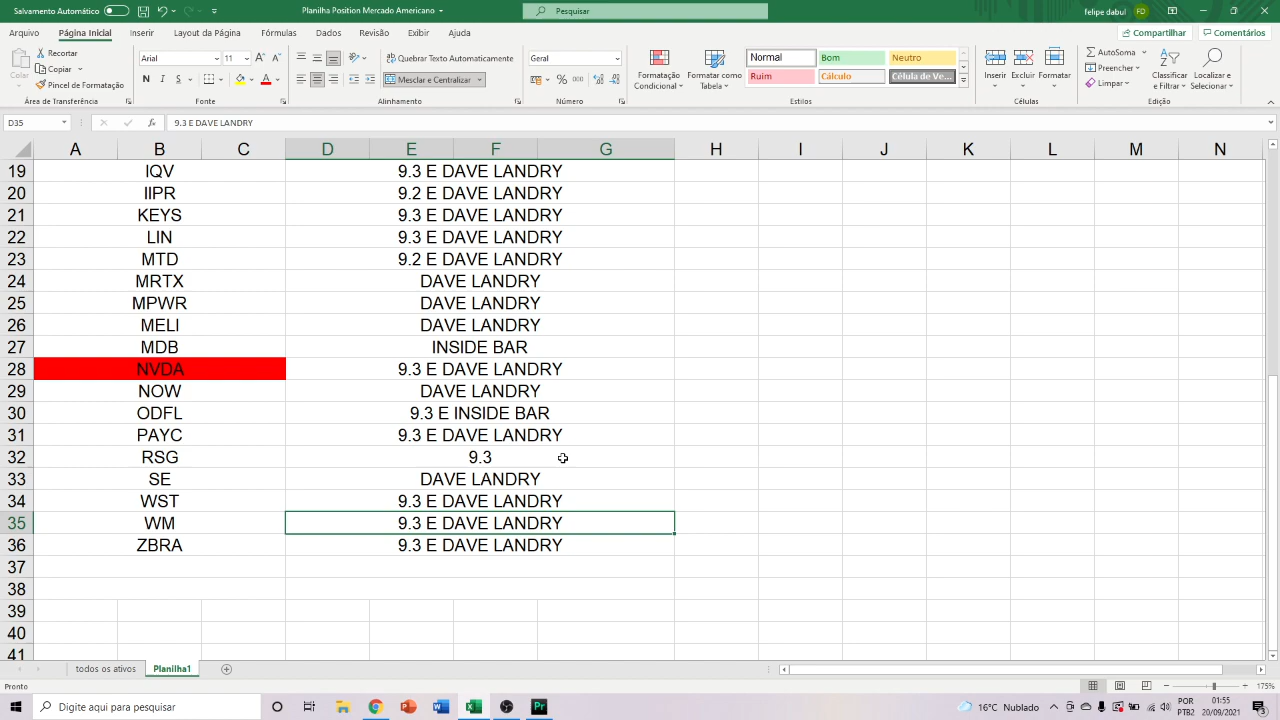 Salvamento Automático
Planilha Position Mercado Americano
Pesquisar
felipe dabul
FD
Arquivo
Página Inicial
Inserir
Layout da Página
Fórmulas
Dados
Revisão
Exibir
Ajuda
Compartilhar
Comentários
Colar
Recortar
Copiar
Pincel de Formatação
Área de Transferência
Arial
11
N I S
Fonte
Quebrar Texto Automaticamente
Mesclar e Centralizar
Alinhamento
Geral
% 000
Número
Formatação Condicional
Formatar como Tabela
Normal
Bom
Neutro
Ruim
Cálculo
Célula de Ve...
Estilos
Inserir
Excluir
Formatar
Células
AutoSoma
Preencher
Limpar
Classificar e Filtrar
Localizar e Selecionar
Edição
D35
fx
9.3 E DAVE LANDRY
A B C D E F G H I J K L M N
19 IQV 9.3 E DAVE LANDRY
20 IIPR 9.2 E DAVE LANDRY
21 KEYS 9.3 E DAVE LANDRY
22 LIN 9.3 E DAVE LANDRY
23 MTD 9.2 E DAVE LANDRY
24 MRTX DAVE LANDRY
25 MPWR DAVE LANDRY
26 MELI DAVE LANDRY
27 MDB INSIDE BAR
28 NVDA 9.3 E DAVE LANDRY
29 NOW DAVE LANDRY
30 ODFL 9.3 E INSIDE BAR
31 PAYC 9.3 E DAVE LANDRY
32 RSG 9.3
33 SE DAVE LANDRY
34 WST 9.3 E DAVE LANDRY
35 WM 9.3 E DAVE LANDRY
36 ZBRA 9.3 E DAVE LANDRY
37
38
39
40
41
todos os ativos
Planilha1
Pronto
175%
Digite aqui para pesquisar
16°C Nublado
POR
PTB2
01:55
20/09/2021
3